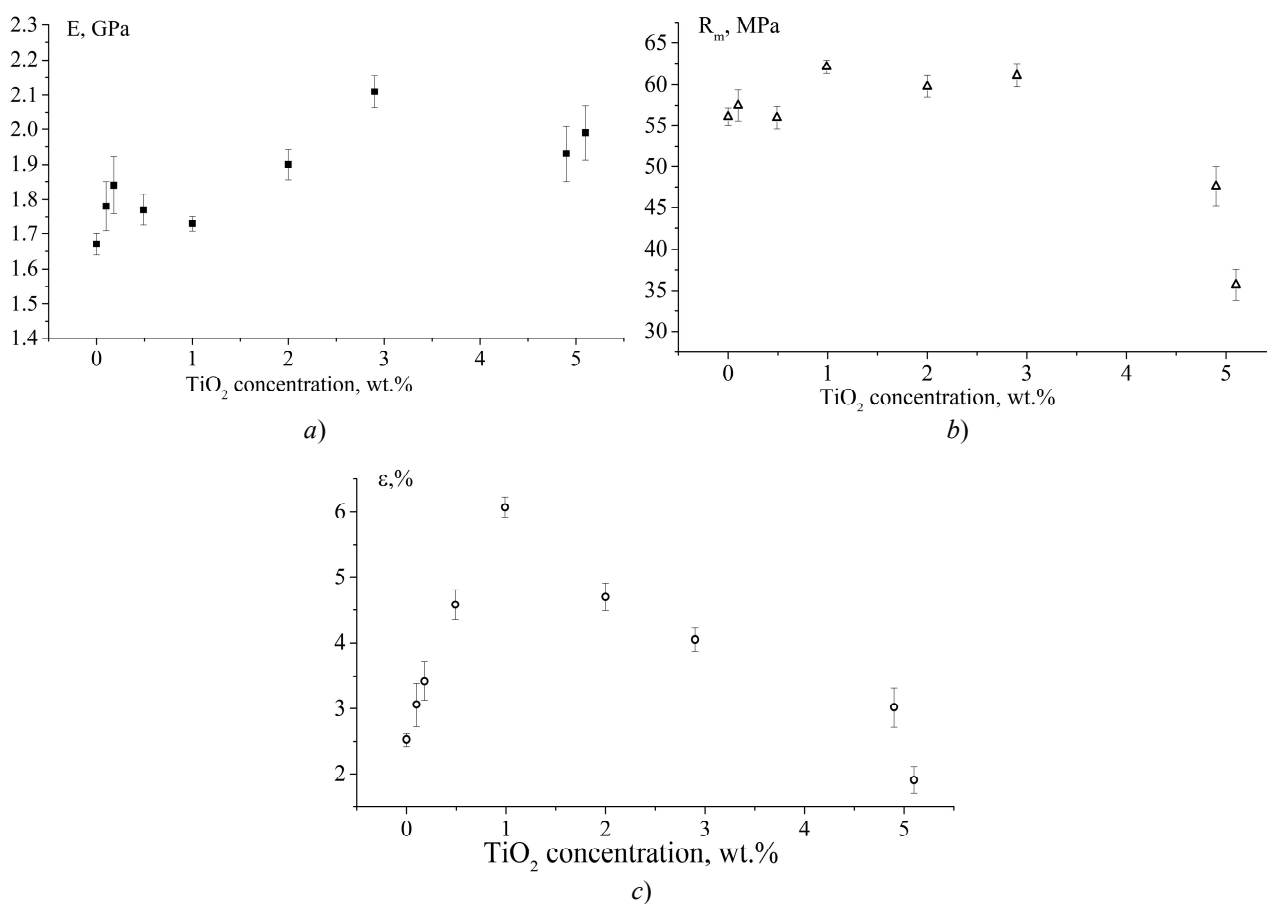 E, GPa
2.3
2.2
2.1
2.0
1.9
1.8
1.7
1.6
1.5
1.4
0 1 2 3 4 5
TiO2 concentration, wt.%
a)
Rm, MPa
65
60
55
50
45
40
35
30
0 1 2 3 4 5
TiO2 concentration, wt.%
b)
ε,%
6
5
4
3
2
0 1 2 3 4 5
TiO2 concentration, wt.%
c)